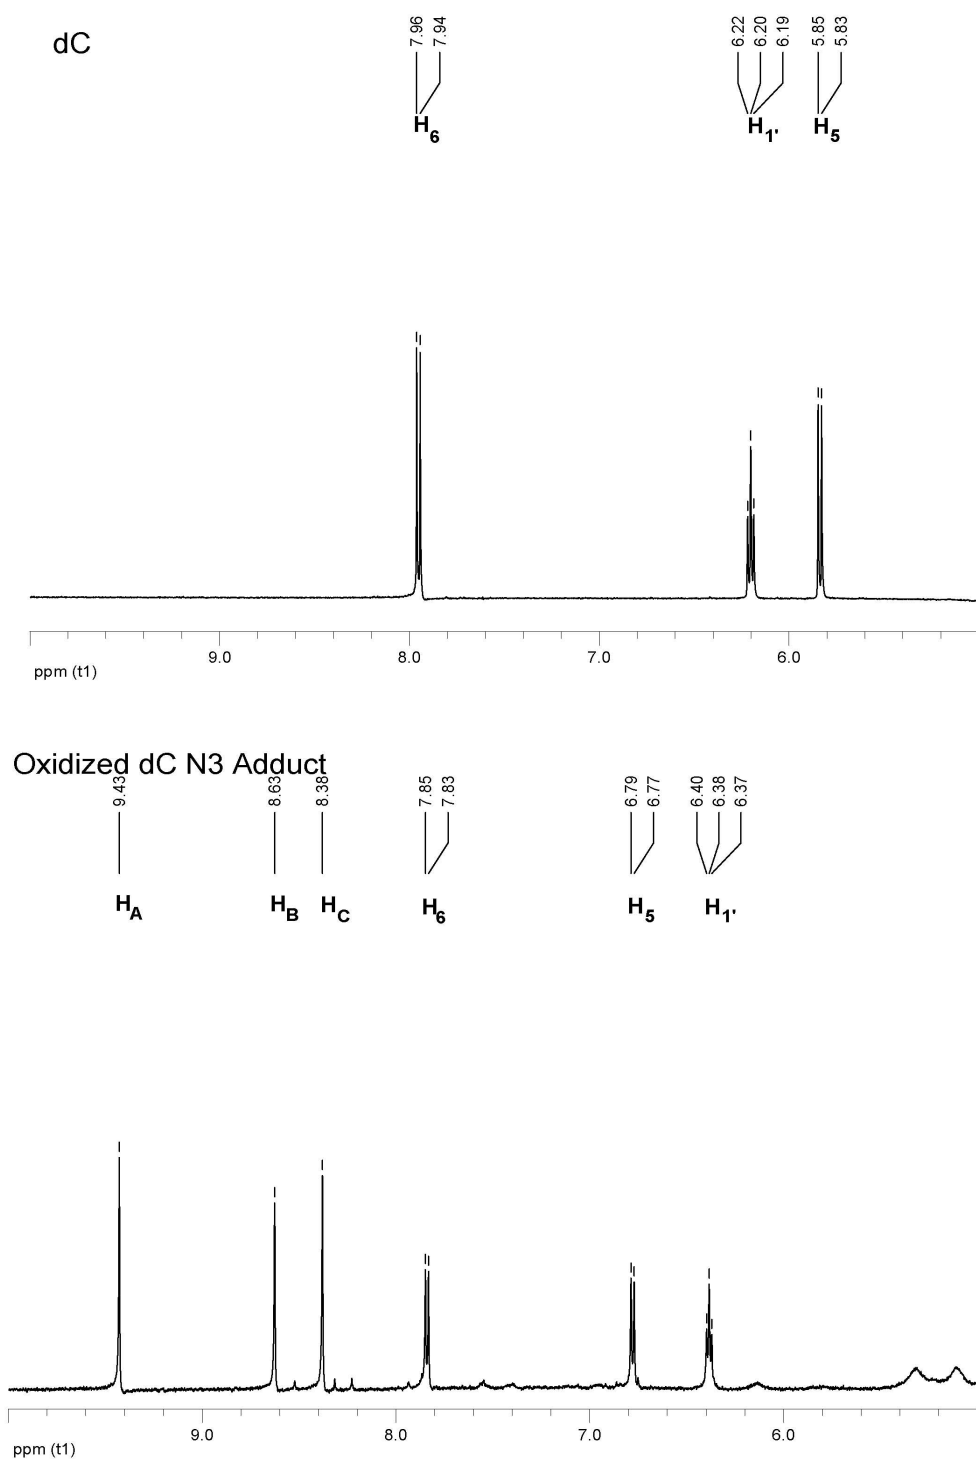 dC
7.96 7.94 6.22 6.20 6.19 5.85 5.83
H6 H1' H5
9.0 8.0 7.0 6.0
ppm (t1)
Oxidized dC N3 Adduct
9.43 8.63 8.38 7.85 7.83 6.79 6.77 6.40 6.38 6.37
HA HB HC H6 H5 H1'
9.0 8.0 7.0 6.0
ppm (t1)